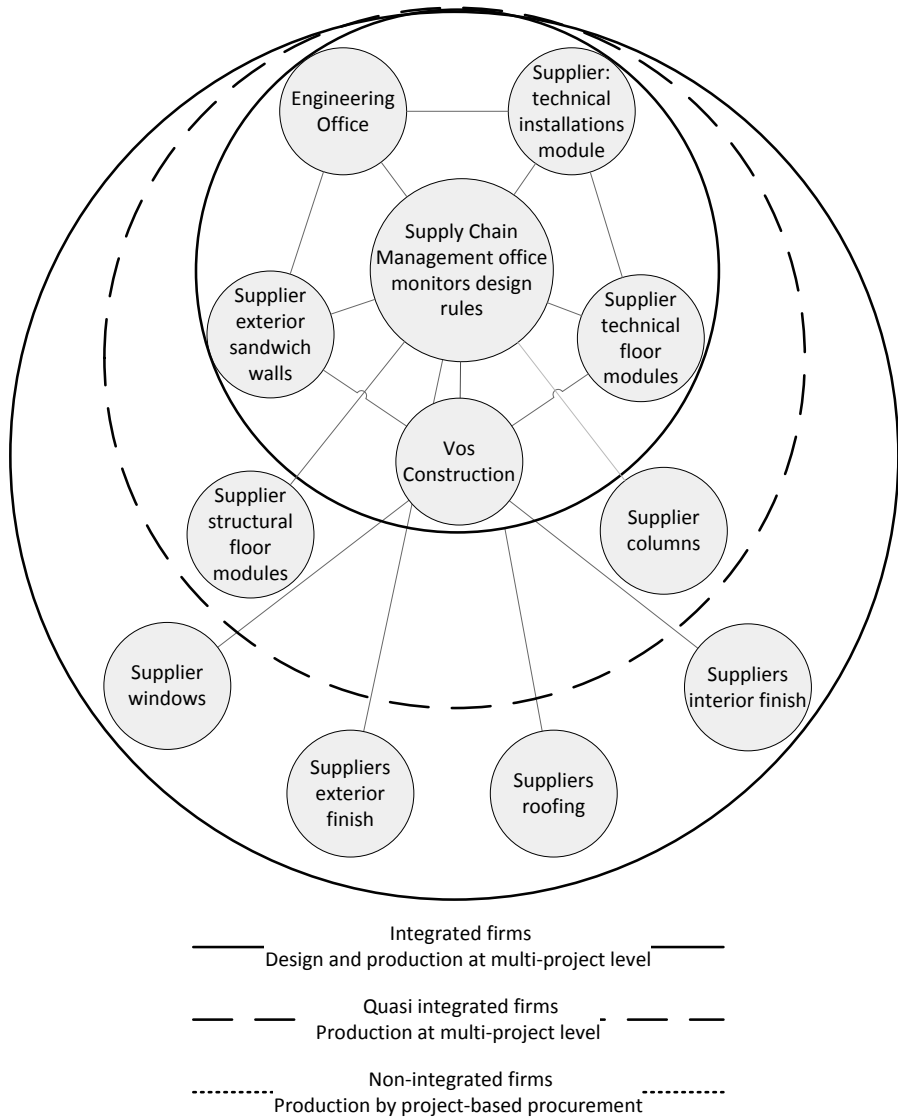 Engineering
Office
Supplier:
technical
installations
module
Supply Chain
Management office
monitors design
rules
Supplier
exterior
sandwich
walls
Supplier
technical
floor
modules
Vos
Construction
Supplier
structural
floor
modules
Supplier
columns
Supplier
windows
Suppliers
interior finish
Suppliers
exterior
finish
Suppliers
roofing
Integrated firms
Design and production at multi-project level
Quasi integrated firms
Production at multi-project level
Non-integrated firms
Production by project-based procurement